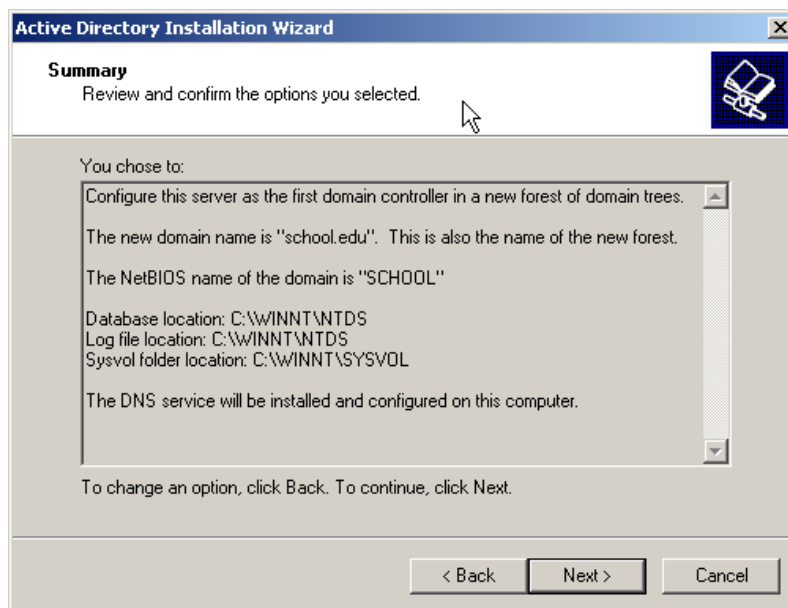 Active Directory Installation Wizard
Summary
Review and confirm the options you selected.
You chose to:
Configure this server as the first domain controller in a new forest of domain trees.
The new domain name is "school.edu".  This is also the name of the new forest.
The NetBIOS name of the domain is "SCHOOL"
Database location: C:\WINNT\NTDS
Log file location: C:\WINNT\NTDS
Sysvol folder location: C:\WINNT\SYSVOL
The DNS service will be installed and configured on this computer.
To change an option, click Back. To continue, click Next.
< Back Next > Cancel